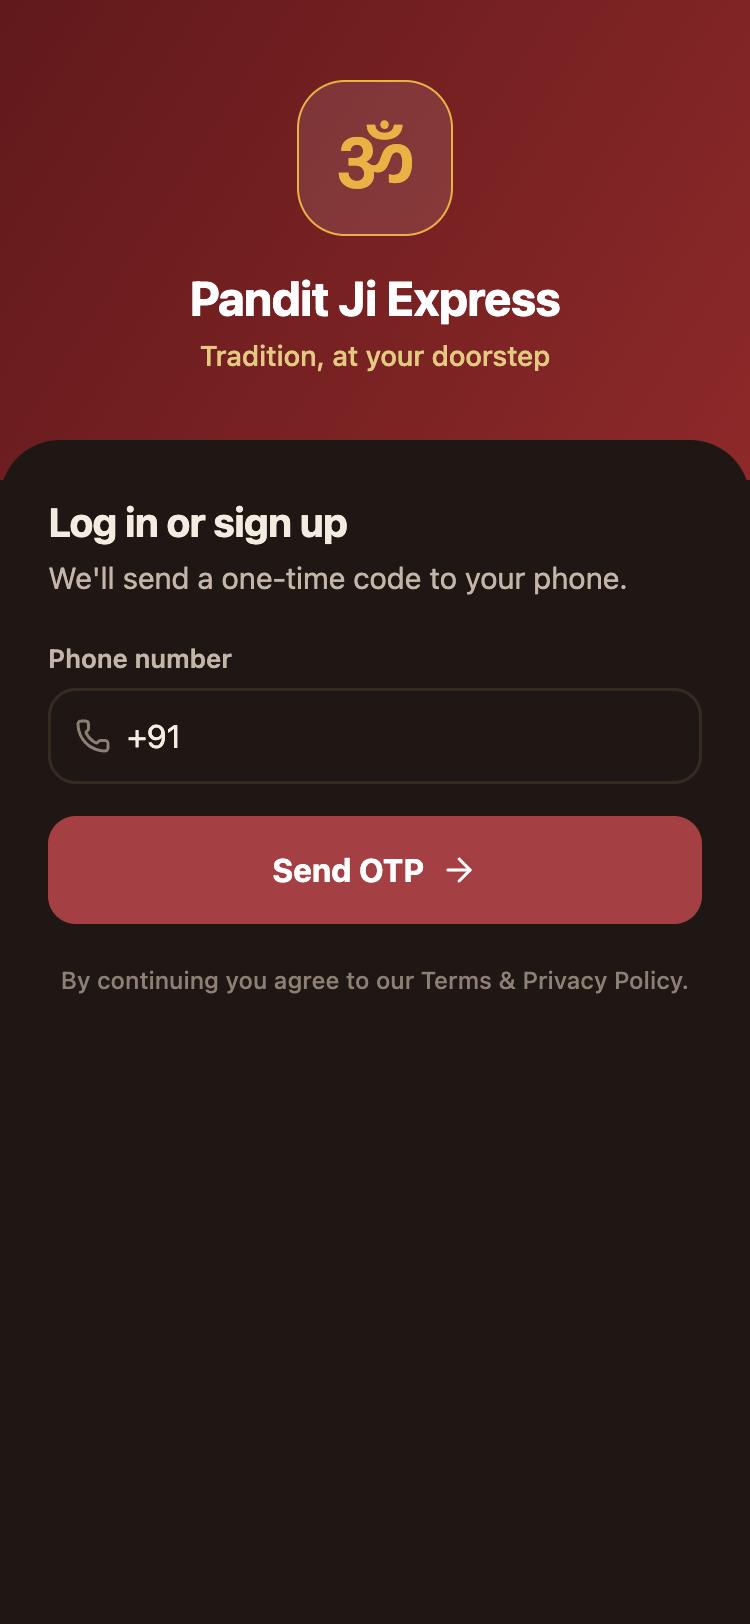 ॐ
Pandit Ji Express
Tradition, at your doorstep
Log in or sign up
We'll send a one-time code to your phone.
Phone number
+91
Send OTP →
By continuing you agree to our Terms & Privacy Policy.